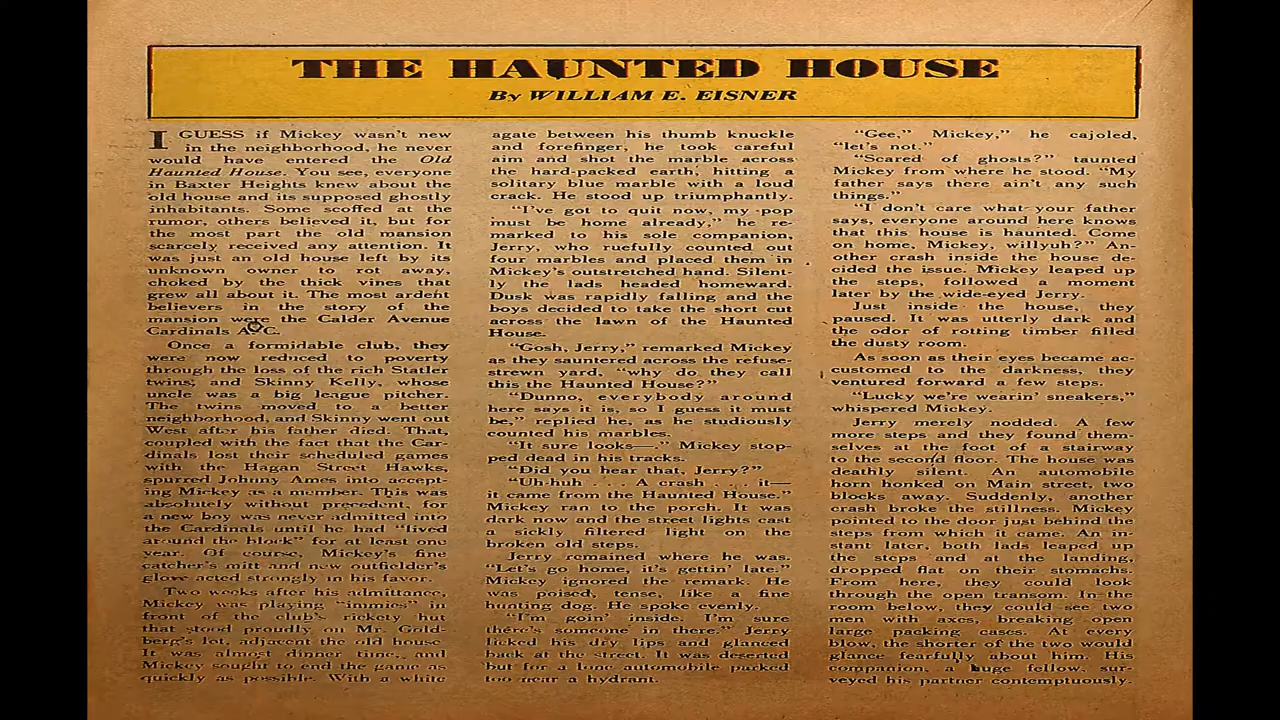 THE HAUNTED HOUSE
By WILLIAM E. EISNER
I GUESS if Mickey wasn't new
in the neighborhood, he never
would have entered the Old
Haunted House. You see, everyone
in Baxter Heights knew about the
old house and its supposed ghostly
inhabitants. Some scoffed at the
rumor, others believed it, but for
the most part the old mansion
scarcely received any attention. It
was just an old house left by its
unknown owner to rot away,
choked by the thick vines that
grew all about it. The most ardent
believers in the story of the
mansion were the Calder Avenue
Cardinals A.C.
Once a formidable club, they
were now reduced to poverty
through the loss of the rich Statler
twins; and Skinny Kelly, whose
uncle was a big league pitcher.
The twins moved to a better
neighborhood, and Skinny went out
West after his father died. That,
coupled with the fact that the Car-
dinals lost their scheduled games
with the Hagan Street Hawks,
spurred Johnny Ames into accept-
ing Mickey as a member. This was
absolutely without precedent, for
a new boy was never admitted into
the Cardinals until he had "lived
around the block" for at least one
year. Of course, Mickey's fine
catcher's mitt and new outfielder's
glove acted strongly in his favor.
Two weeks after his admittance,
Mickey was playing "immies" in
front of the club's rickety hut
that stood proudly on Mr. Gold-
berg's lot adjacent the old house
It was almost dinner time, and
Mickey sought to end the game as
quickly as possible. With a white
agate between his thumb knuckle
and forefinger, he took careful
aim and shot the marble across
the hard-packed earth, hitting a
solitary blue marble with a loud
crack. He stood up triumphantly.
"I've got to quit now, my pop
must be home already," he re-
marked to his sole companion,
Jerry, who ruefully counted out
four marbles and placed them in
Mickey's outstretched hand. Silent-
ly the lads headed homeward.
Dusk was rapidly falling and the
boys decided to take the short cut
across the lawn of the Haunted
House.
"Gosh, Jerry," remarked Mickey
as they sauntered across the refuse-
strewn yard, "why do they call
this the Haunted House?"
"Dunno, everybody around
here says it is, so I guess it must
be," replied he, as he studiously
counted his marbles.
"It sure looks—" Mickey stop-
ped dead in his tracks.
"Did you hear that, Jerry?"
"Uh-huh . . . A crash . . . it—
it came from the Haunted House."
Mickey ran to the porch. It was
dark now and the street lights cast
a sickly filtered light on the
broken old steps.
Jerry remained where he was.
"Let's go home, it's gettin' late."
Mickey ignored the remark. He
was poised, tense, like a fine
hunting dog. He spoke evenly.
"I'm goin' inside. I'm sure
there's someone in there." Jerry
licked his dry lips and glanced
back at the street. It was deserted
but for a lone automobile parked
too near a hydrant.
"Gee," Mickey," he cajoled,
"let's not."
"Scared of ghosts?" taunted
Mickey from where he stood. "My
father says there ain't any such
things."
"I don't care what your father
says, everyone around here knows
that this house is haunted. Come
on home, Mickey, willyuh?" An-
other crash inside the house de-
cided the issue. Mickey leaped up
the steps, followed a moment
later by the wide-eyed Jerry.
Just inside the house, they
paused. It was utterly dark and
the odor of rotting timber filled
the dusty room.
As soon as their eyes became ac-
customed to the darkness, they
ventured forward a few steps.
"Lucky we're wearin' sneakers,"
whispered Mickey.
Jerry merely nodded. A few
more steps and they found them-
selves at the foot of a stairway
to the second floor. The house was
deathly silent. An automobile
horn honked on Main street, two
blocks away. Suddenly, another
crash broke the stillness. Mickey
pointed to the door just behind the
steps from which it came. An in-
stant later, both lads leaped up
the steps and at the landing,
dropped flat on their stomachs.
From here, they could look
through the open transom. In the
room below, they could see two
men with axes, breaking open
large packing cases. At every
blow, the shorter of the two would
glance fearfully about him. His
companion, a huge fellow, sur-
veyed his partner contemptuously.